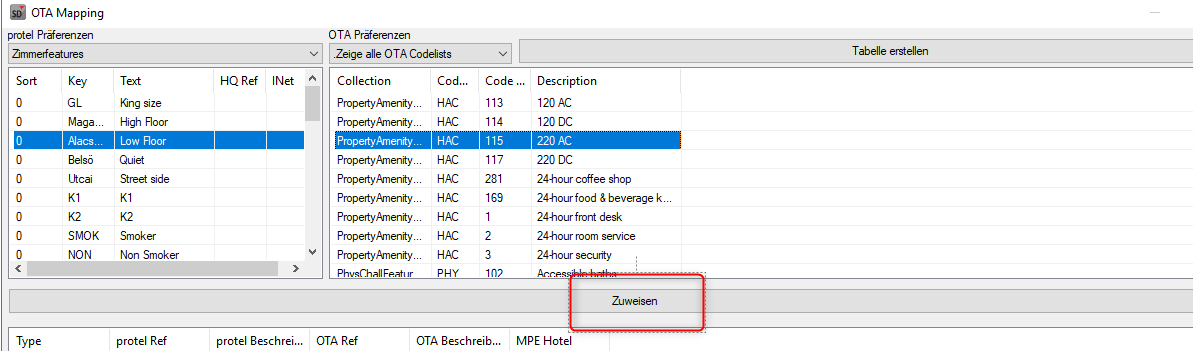 SD OTA Mapping
protel Präferenzen OTA Präferenzen
Zimmerfeatures .Zeige alle OTA Codelists Tabelle erstellen
Sort Key Text HQ Ref INet Collection Cod... Code ... Description
0 GL King size PropertyAmenity... HAC 113 120 AC
0 Maga... High Floor PropertyAmenity... HAC 114 120 DC
0 Alacs... Low Floor PropertyAmenity... HAC 115 220 AC
0 Belsö Quiet PropertyAmenity... HAC 117 220 DC
0 Utcai Street side PropertyAmenity... HAC 281 24-hour coffee shop
0 K1 K1 PropertyAmenity... HAC 169 24-hour food & beverage k...
0 K2 K2 PropertyAmenity... HAC 1 24-hour front desk
0 SMOK Smoker PropertyAmenity... HAC 2 24-hour room service
0 NON Non Smoker PropertyAmenity... HAC 3 24-hour security
PhysChallFeatur... PHY 102 Accessible baths
Zuweisen
Type protel Ref protel Beschrei... OTA Ref OTA Beschreib... MPE Hotel